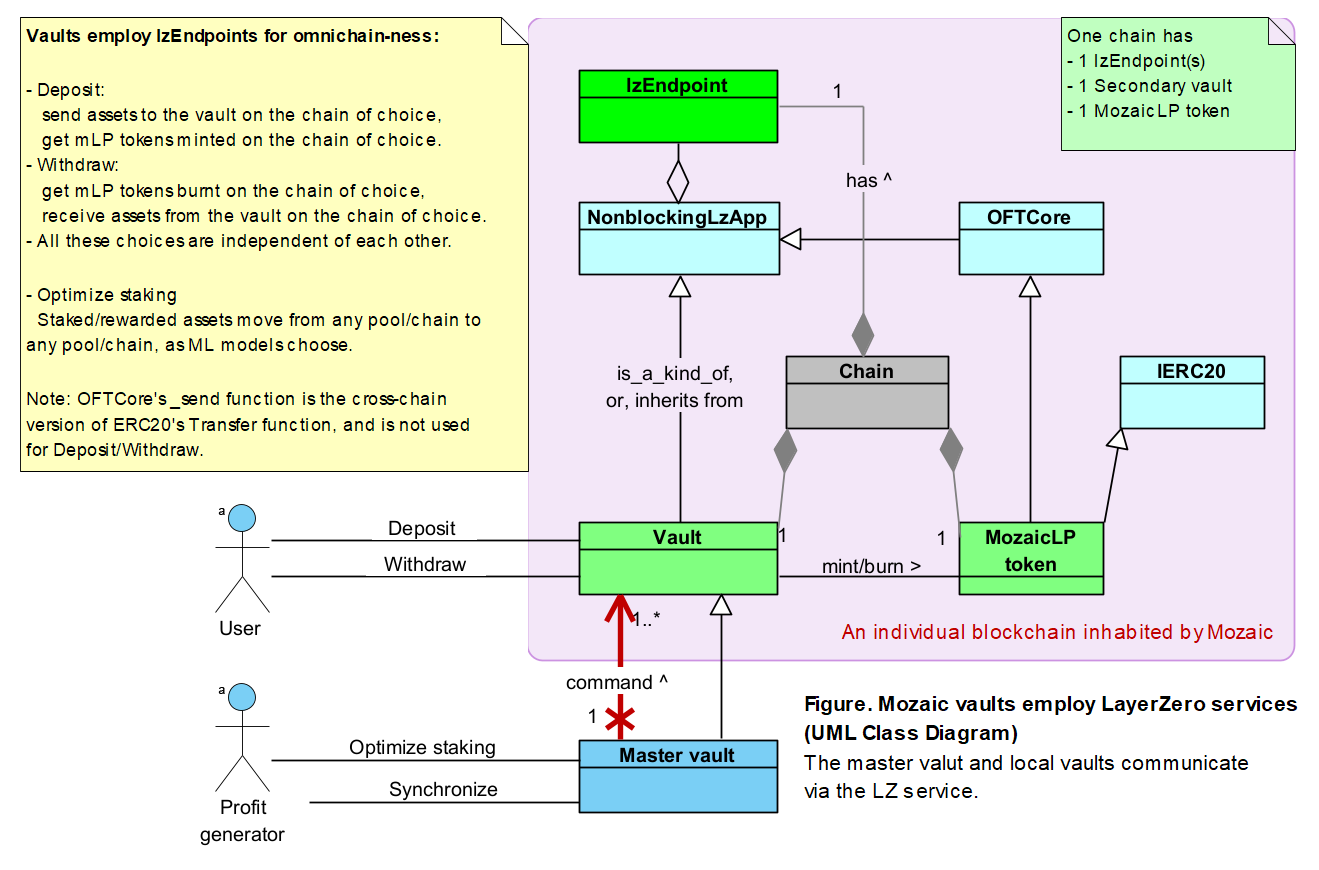 Vaults employ lzEndpoints for omnichain-ness:
- Deposit:
send assets to the vault on the chain of choice,
get mLP tokens minted on the chain of choice.
- Withdraw:
get mLP tokens burnt on the chain of choice,
receive assets from the vault on the chain of choice.
- All these choices are independent of each other.
- Optimize staking
Staked/rewarded assets move from any pool/chain to
any pool/chain, as ML models choose.
Note: OFTCore's _send function is the cross-chain
version of ERC20's Transfer function, and is not used
for Deposit/Withdraw.
One chain has
- 1 lzEndpoint(s)
- 1 Secondary vault
- 1 MozaicLP token
lzEndpoint
1
has ^
NonblockingLzApp
OFTCore
is_a_kind_of,
or, inherits from
Chain
IERC20
a
User
Deposit
Withdraw
Vault
1
mint/burn >
1
MozaicLP
token
1..*
An individual blockchain inhabited by Mozaic
command ^
1
a
Profit
generator
Optimize staking
Synchronize
Master vault
Figure. Mozaic vaults employ LayerZero services
(UML Class Diagram)
The master valut and local vaults communicate
via the LZ service.